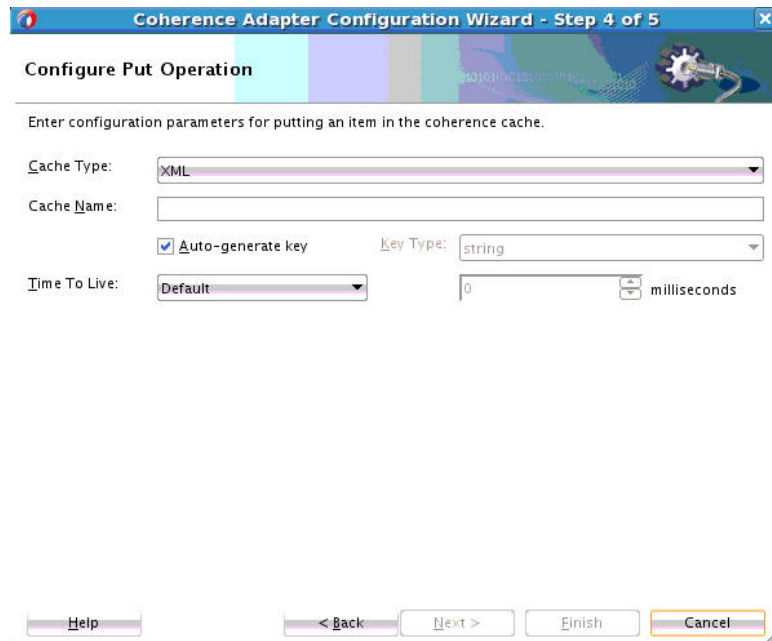 Coherence Adapter Configuration Wizard - Step 4 of 5
Configure Put Operation
Enter configuration parameters for putting an item in the coherence cache.
Cache Type: XML
Cache Name:
Auto-generate key Key Type: string
Time To Live: Default 0 milliseconds
Help < Back Next > Finish Cancel